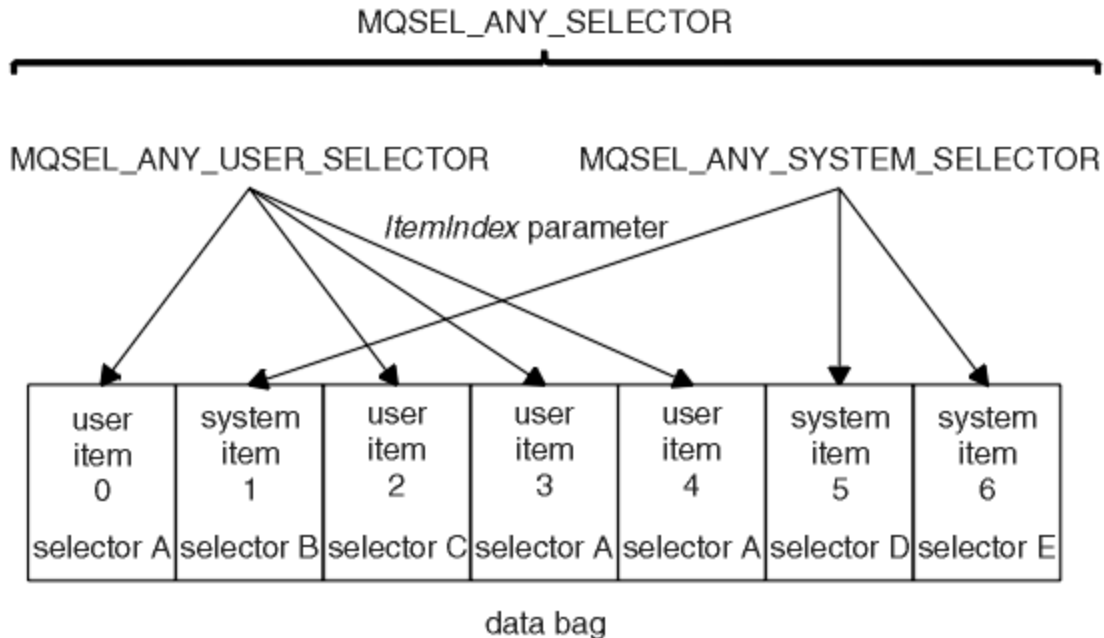 MQSEL_ANY_SELECTOR
MQSEL_ANY_USER_SELECTOR
MQSEL_ANY_SYSTEM_SELECTOR
ItemIndex parameter
user
item
0
selector A
system
item
1
selector B
user
item
2
selector C
user
item
3
selector A
user
item
4
selector A
system
item
5
selector D
system
item
6
selector E
data bag